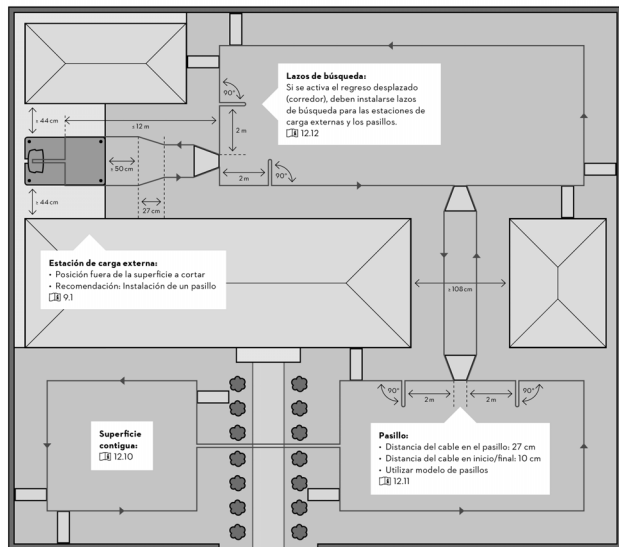 Lazos de búsqueda:
Si se activa el regreso desplazado
(corredor), deben instalarse lazos
de búsqueda para las estaciones de
carga externas y los pasillos.
12.12
90°
± 44 cm
± 12 m
2 m
± 50 cm
2 m
90°
27 cm
± 44 cm
Estación de carga externa:
• Posición fuera de la superficie a cortar
• Recomendación: Instalación de un pasillo
9.1
± 108 cm
90°
2 m
2 m
90°
Superficie
contigua:
12.10
Pasillo:
• Distancia del cable en el pasillo: 27 cm
• Distancia del cable en inicio/final: 10 cm
• Utilizar modelo de pasillos
12.11